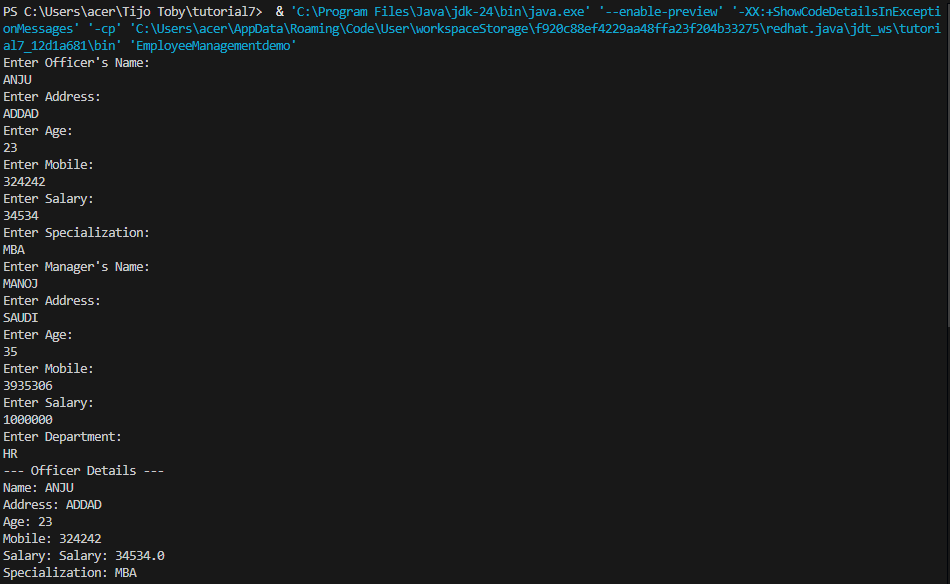 PS C:\Users\acer\Tijo Toby\tutorial7>  & 'C:\Program Files\Java\jdk-24\bin\java.exe' '--enable-preview' '-XX:+ShowCodeDetailsInExcepti
onMessages' '-cp' 'C:\Users\acer\AppData\Roaming\Code\User\workspaceStorage\f920c88ef4229aa48ffa23f204b33275\redhat.java\jdt_ws\tutori
al7_12d1a681\bin' 'EmployeeManagementdemo'
Enter Officer's Name:
ANJU
Enter Address:
ADDAD
Enter Age:
23
Enter Mobile:
324242
Enter Salary:
34534
Enter Specialization:
MBA
Enter Manager's Name:
MANOJ
Enter Address:
SAUDI
Enter Age:
35
Enter Mobile:
3935306
Enter Salary:
1000000
Enter Department:
HR
--- Officer Details ---
Name: ANJU
Address: ADDAD
Age: 23
Mobile: 324242
Salary: Salary: 34534.0
Specialization: MBA